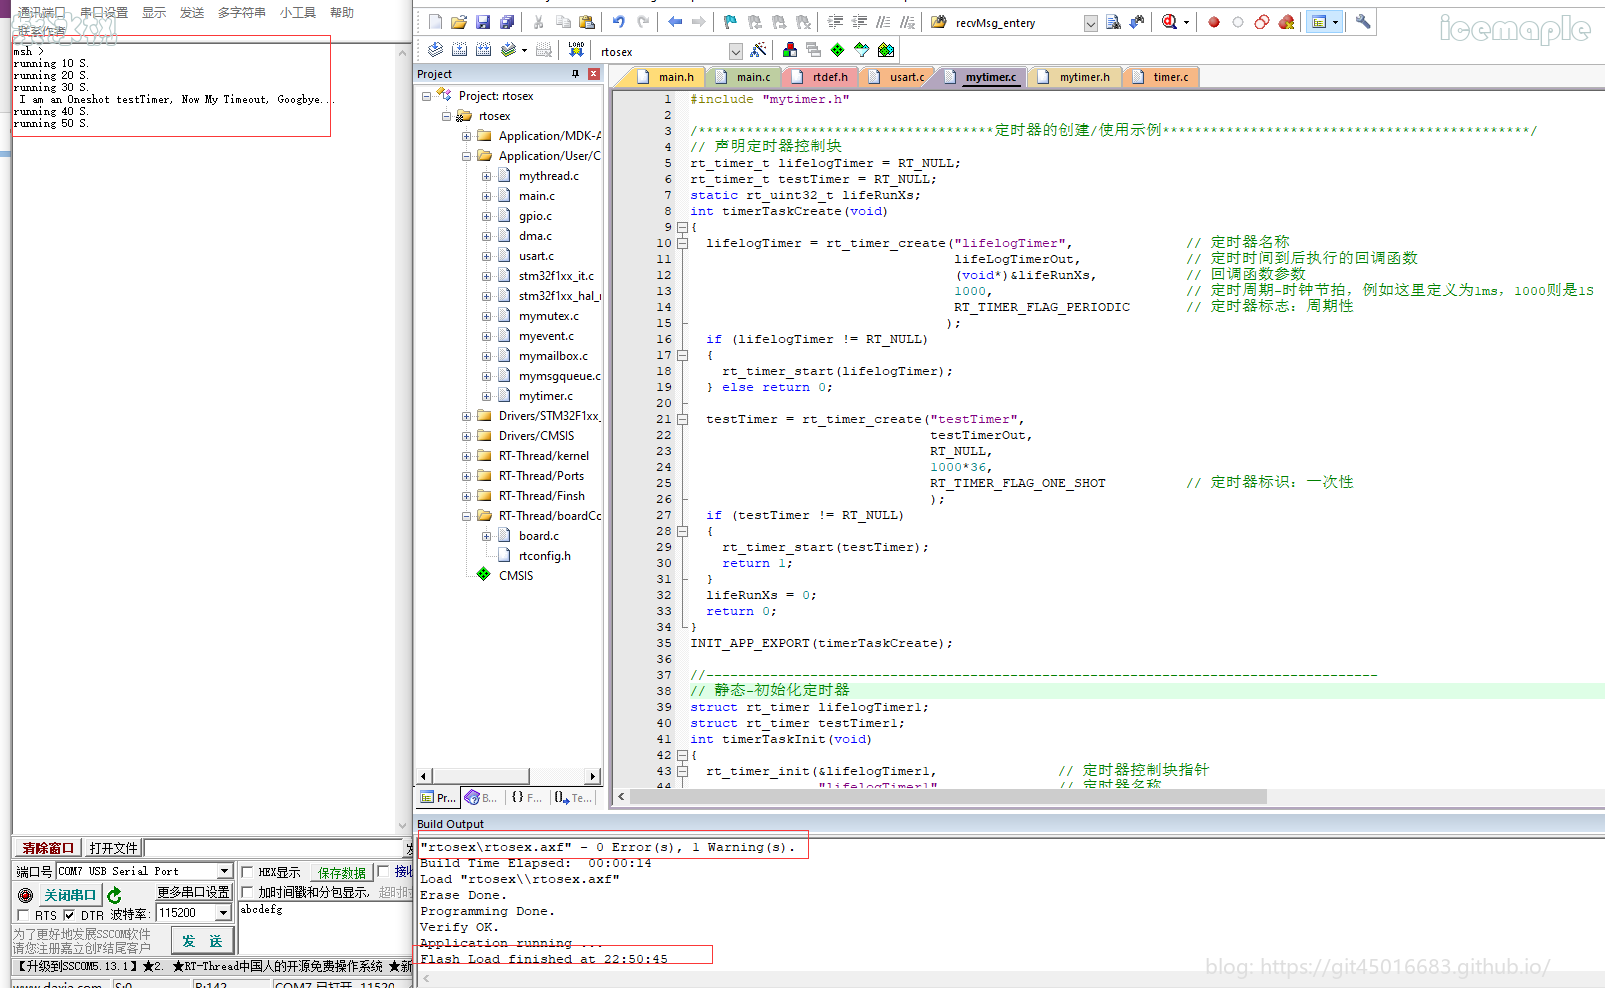 通讯端口 串口设置 显示 发送 多字符串 小工具 帮助
联系作者
msh >
running 10 S.
running 20 S.
running 30 S.
I am an Oneshot testTimer, Now My Timeout, Googbye...
running 40 S.
running 50 S.
清除窗口 打开文件
端口号 COM7 USB Serial Port HEX显示 保存数据 接收
关闭串口 更多串口设置 加时间戳和分包显示, 超时时
RTS DTR 波特率: 115200 abcdefg
为了更好地发展SSCOM软件
请您注册嘉立创F结尾客户
发 送
【升级到SSCOM5.13.1】★2. ★RT-Thread中国人的开源免费操作系统 ★新
www.daxia.com S:0 R:142 COM7 已打开 11520
recvMsg_entery
LOAD rtosex
Project
Project: rtosex
rtosex
Application/MDK-A
Application/User/C
mythread.c
main.c
gpio.c
dma.c
usart.c
stm32f1xx_it.c
stm32f1xx_hal_
mymutex.c
myevent.c
mymailbox.c
mymsgqueue.c
mytimer.c
Drivers/STM32F1xx_
Drivers/CMSIS
RT-Thread/kernel
RT-Thread/Ports
RT-Thread/Finsh
RT-Thread/boardCo
board.c
rtconfig.h
CMSIS
Pr... B... {} F... Te...
main.h main.c rtdef.h usart.c mytimer.c mytimer.h timer.c
1 #include "mytimer.h"
2
3 /*************************************定时器的创建/使用示例**********************************************/
4 // 声明定时器控制块
5 rt_timer_t lifelogTimer = RT_NULL;
6 rt_timer_t testTimer = RT_NULL;
7 static rt_uint32_t lifeRunXs;
8 int timerTaskCreate(void)
9 {
10 lifelogTimer = rt_timer_create("lifelogTimer", // 定时器名称
11 lifeLogTimerOut, // 定时时间到后执行的回调函数
12 (void*)&lifeRunXs, // 回调函数参数
13 1000, // 定时周期-时钟节拍, 例如这里定义为1ms, 1000则是1S
14 RT_TIMER_FLAG_PERIODIC // 定时器标志: 周期性
15 );
16 if (lifelogTimer != RT_NULL)
17 {
18 rt_timer_start(lifelogTimer);
19 } else return 0;
20
21 testTimer = rt_timer_create("testTimer",
22 testTimerOut,
23 RT_NULL,
24 1000*36,
25 RT_TIMER_FLAG_ONE_SHOT // 定时器标识: 一次性
26 );
27 if (testTimer != RT_NULL)
28 {
29 rt_timer_start(testTimer);
30 return 1;
31 }
32 lifeRunXs = 0;
33 return 0;
34 }
35 INIT_APP_EXPORT(timerTaskCreate);
36
37 //------------------------------------------------------------------------------------
38 // 静态-初始化定时器
39 struct rt_timer lifelogTimer1;
40 struct rt_timer testTimer1;
41 int timerTaskInit(void)
42 {
43 rt_timer_init(&lifelogTimer1, // 定时器控制块指针
44 "lifelogTimer1" // 定时器名称
Build Output
"rtosex\rtosex.axf" - 0 Error(s), 1 Warning(s).
Build Time Elapsed: 00:00:14
Load "rtosex\\rtosex.axf"
Erase Done.
Programming Done.
Verify OK.
Application running ...
Flash Load finished at 22:50:45
icemaple
blog: https://git45016683.github.io/